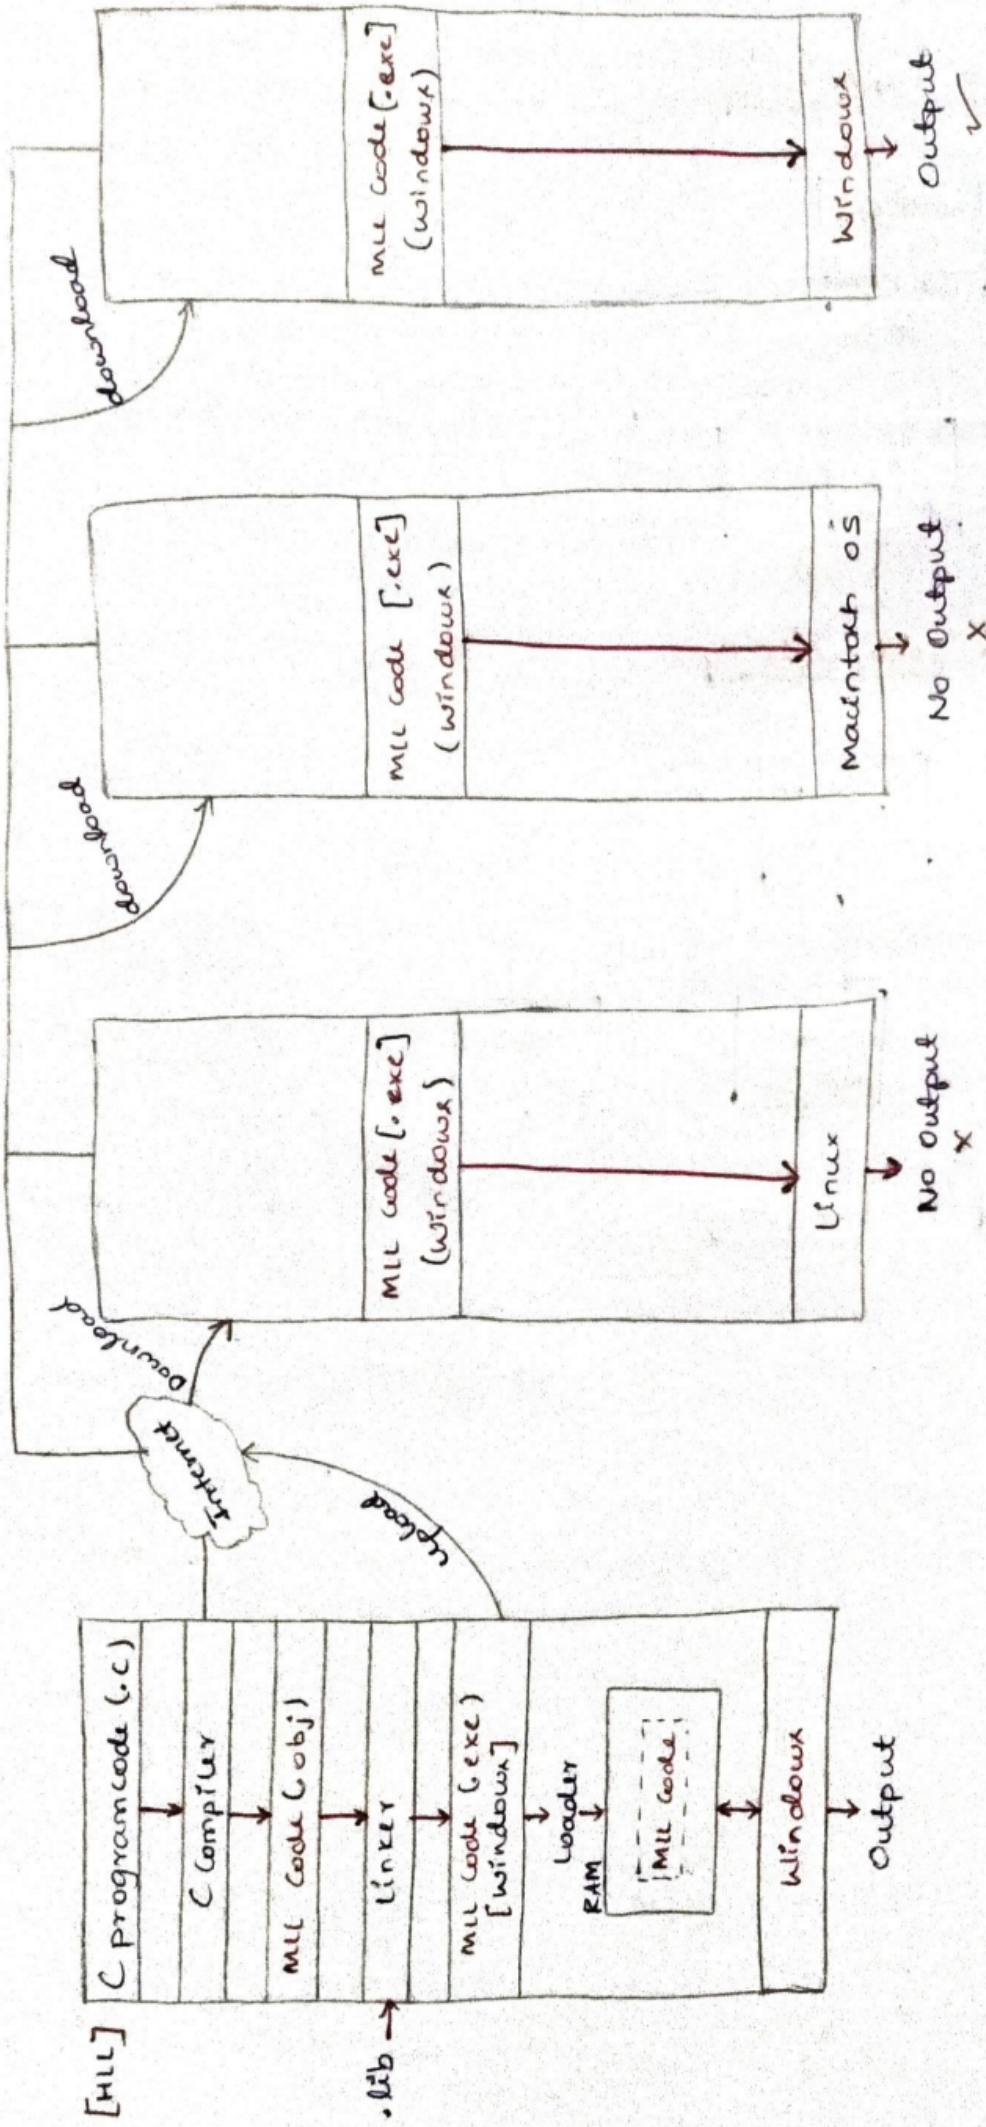 [HLL]
C programcode (.c)
C Compiler
MLL Code (.obj)
.lib
Linker
MLL Code (.exe)
[Windows]
Loader
RAM
MLL Code
Windows
Output
upload
Internet
Download
MLL Code [.exe]
(Windows)
Linux
No Output
x
download
MLL Code [.exe]
(Windows)
Macintosh OS
No Output
x
download
MLL Code [.exe]
(Windows)
Windows
Output
✓